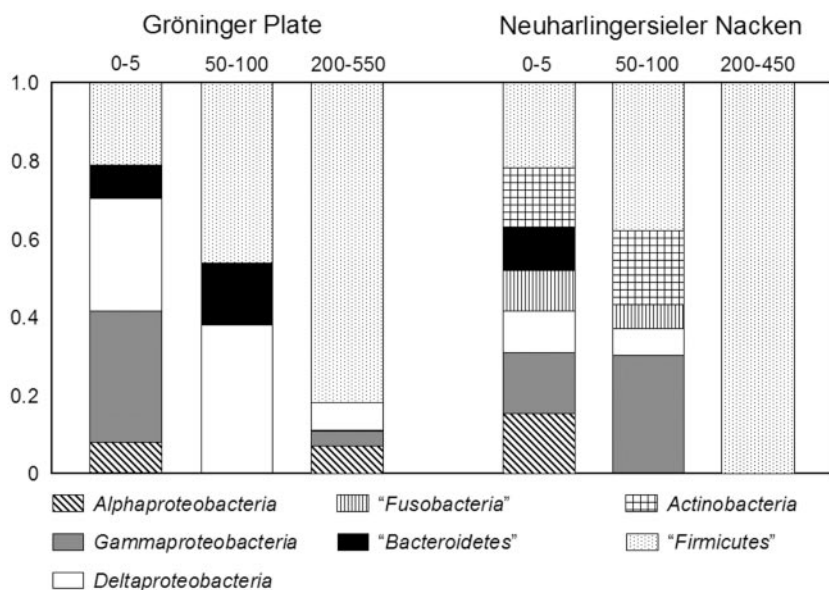 Gröninger Plate Neuharlingersieler Nacken
0-5 50-100 200-550 0-5 50-100 200-450
1.0
0.8
0.6
0.4
0.2
0
Alphaproteobacteria “Fusobacteria” Actinobacteria
Gammaproteobacteria “Bacteroidetes” “Firmicutes”
Deltaproteobacteria